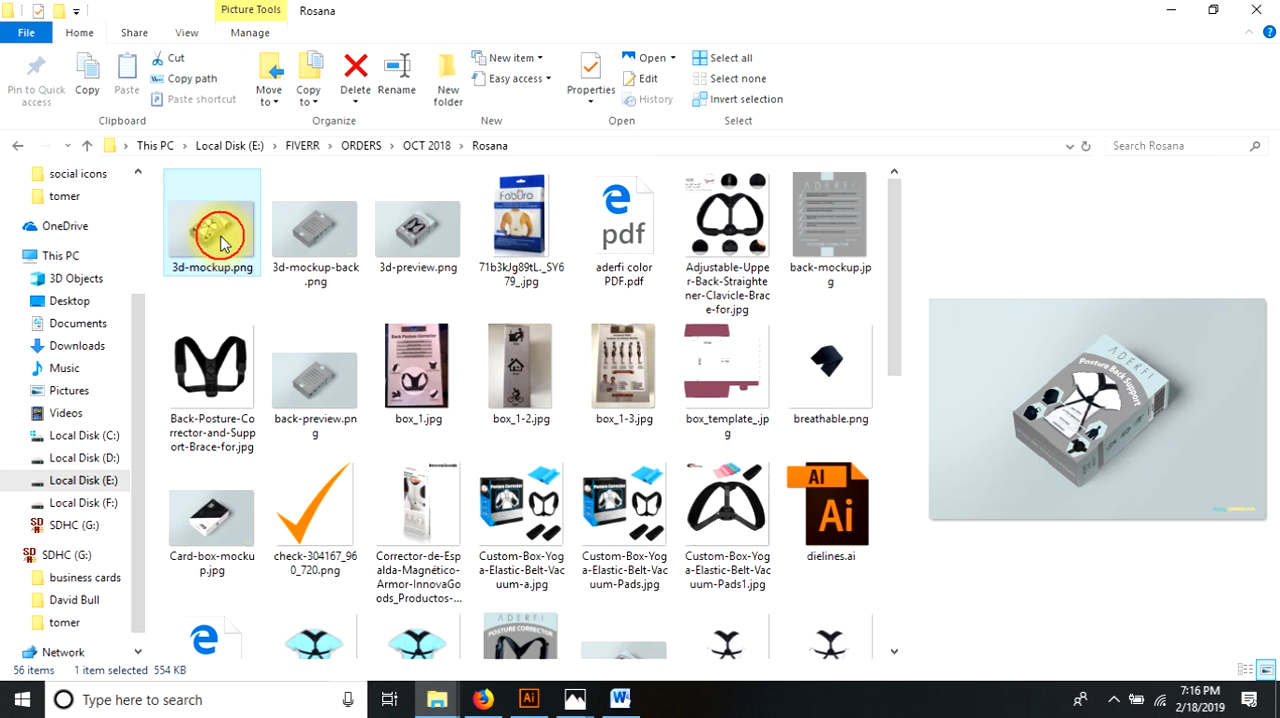 Picture Tools
Rosana
File
Home
Share
View
Manage
Pin to Quick access
Copy
Paste
Cut
Copy path
Paste shortcut
Move to
Copy to
Delete
Rename
New folder
New item
Easy access
Properties
Open
Edit
History
Select all
Select none
Invert selection
Clipboard
Organize
New
Open
Select
This PC
Local Disk (E:)
FIVERR
ORDERS
OCT 2018
Rosana
Search Rosana
social icons
tomer
OneDrive
This PC
3D Objects
Desktop
Documents
Downloads
Music
Pictures
Videos
Local Disk (C:)
Local Disk (D:)
Local Disk (E:)
Local Disk (F:)
SDHC (G:)
SDHC (G:)
business cards
David Bull
tomer
Network
FabUro
e
pdf
ADERFI
3d-mockup.png
3d-mockup-back
.png
3d-preview.png
71b3kJg89tL._SY6
79_.jpg
aderfi color
PDF.pdf
Adjustable-Uppe
r-Back-Straighte
ner-Clavicle-Brac
e-for.jpg
back-mockup.jp
g
Back Posture Corrector
Back-Posture-Co
rrector-and-Supp
ort-Brace-for.jpg
back-preview.pn
g
box_1.jpg
box_1-2.jpg
box_1-3.jpg
box_template_.jp
g
breathable.png
Ai
Ai
Card-box-mocku
p.jpg
check-304167_96
0_720.png
Corrector-de-Esp
alda-Magnético-
Armor-InnovaGo
ods_Productos-...
Custom-Box-Yog
a-Elastic-Belt-Vac
uum-a.jpg
Custom-Box-Yog
a-Elastic-Belt-Vac
uum-Pads.jpg
Custom-Box-Yog
a-Elastic-Belt-Vac
uum-Pads1.jpg
dielines.ai
e
ADERFI
POSTURE CORRECTOR
ADERFI
Posture Back Support
56 items
1 item selected
554 KB
Type here to search
Ai
W
7:16 PM
2/18/2019